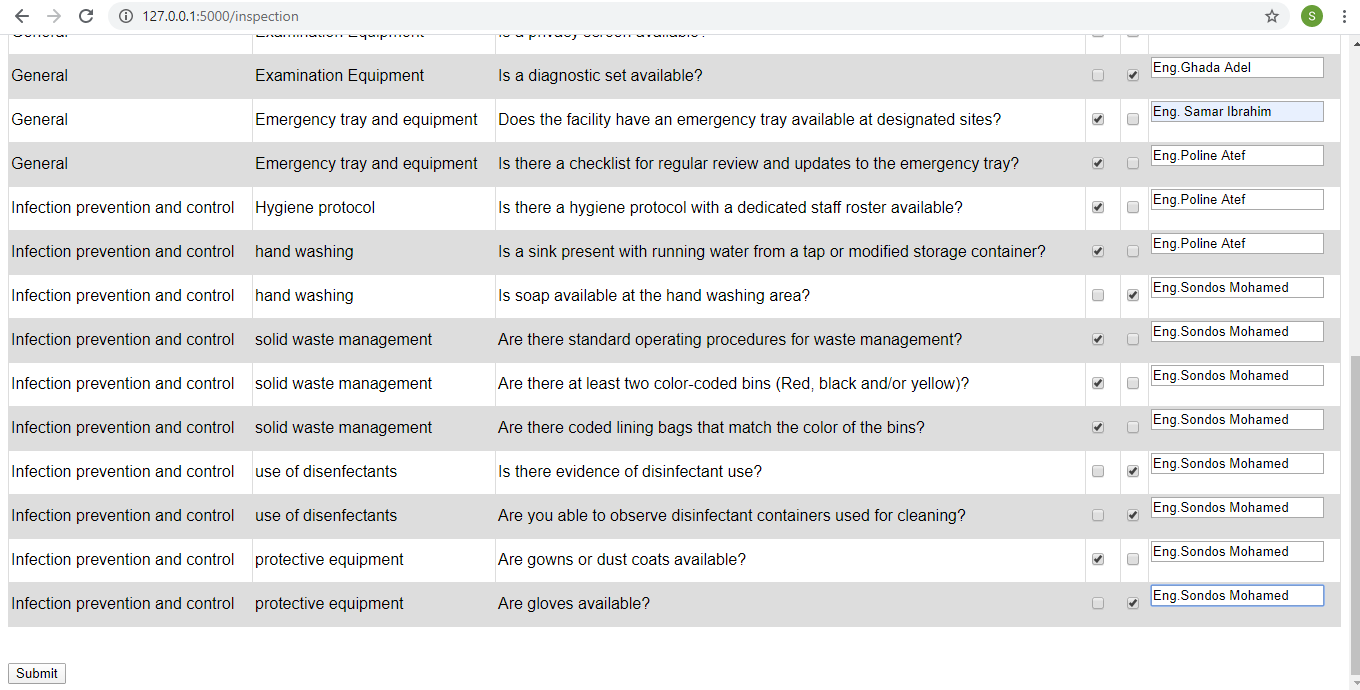 127.0.0.1:5000/inspection
S
General Examination Equipment Is a privacy screen available?
General Examination Equipment Is a diagnostic set available? Eng.Ghada Adel
General Emergency tray and equipment Does the facility have an emergency tray available at designated sites? Eng. Samar Ibrahim
General Emergency tray and equipment Is there a checklist for regular review and updates to the emergency tray? Eng.Poline Atef
Infection prevention and control Hygiene protocol Is there a hygiene protocol with a dedicated staff roster available? Eng.Poline Atef
Infection prevention and control hand washing Is a sink present with running water from a tap or modified storage container? Eng.Poline Atef
Infection prevention and control hand washing Is soap available at the hand washing area? Eng.Sondos Mohamed
Infection prevention and control solid waste management Are there standard operating procedures for waste management? Eng.Sondos Mohamed
Infection prevention and control solid waste management Are there at least two color-coded bins (Red, black and/or yellow)? Eng.Sondos Mohamed
Infection prevention and control solid waste management Are there coded lining bags that match the color of the bins? Eng.Sondos Mohamed
Infection prevention and control use of disenfectants Is there evidence of disinfectant use? Eng.Sondos Mohamed
Infection prevention and control use of disenfectants Are you able to observe disinfectant containers used for cleaning? Eng.Sondos Mohamed
Infection prevention and control protective equipment Are gowns or dust coats available? Eng.Sondos Mohamed
Infection prevention and control protective equipment Are gloves available? Eng.Sondos Mohamed
Submit